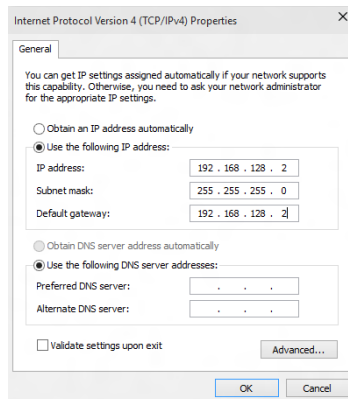 Internet Protocol Version 4 (TCP/IPv4) Properties
General
You can get IP settings assigned automatically if your network supports
this capability. Otherwise, you need to ask your network administrator
for the appropriate IP settings.
Obtain an IP address automatically
Use the following IP address:
IP address: 192 . 168 . 128 . 2
Subnet mask: 255 . 255 . 255 . 0
Default gateway: 192 . 168 . 128 . 2
Obtain DNS server address automatically
Use the following DNS server addresses:
Preferred DNS server: . . .
Alternate DNS server: . . .
Validate settings upon exit
Advanced...
OK Cancel